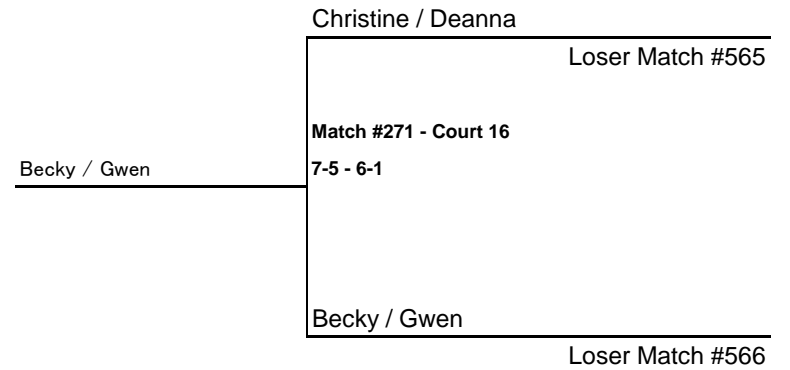 Christine / Deanna
Loser Match #565
Match #271 - Court 16
Becky / Gwen
7-5 - 6-1
Becky / Gwen
Loser Match #566